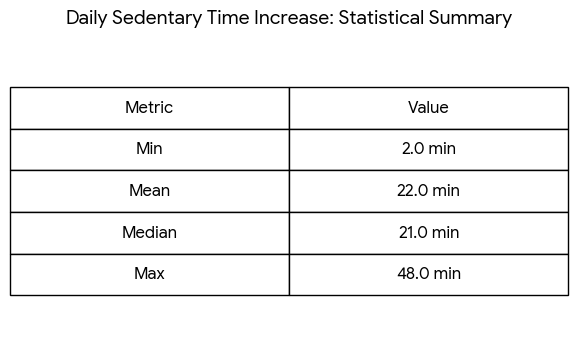 Daily Sedentary Time Increase: Statistical Summary
Metric Value
Min 2.0 min
Mean 22.0 min
Median 21.0 min
Max 48.0 min